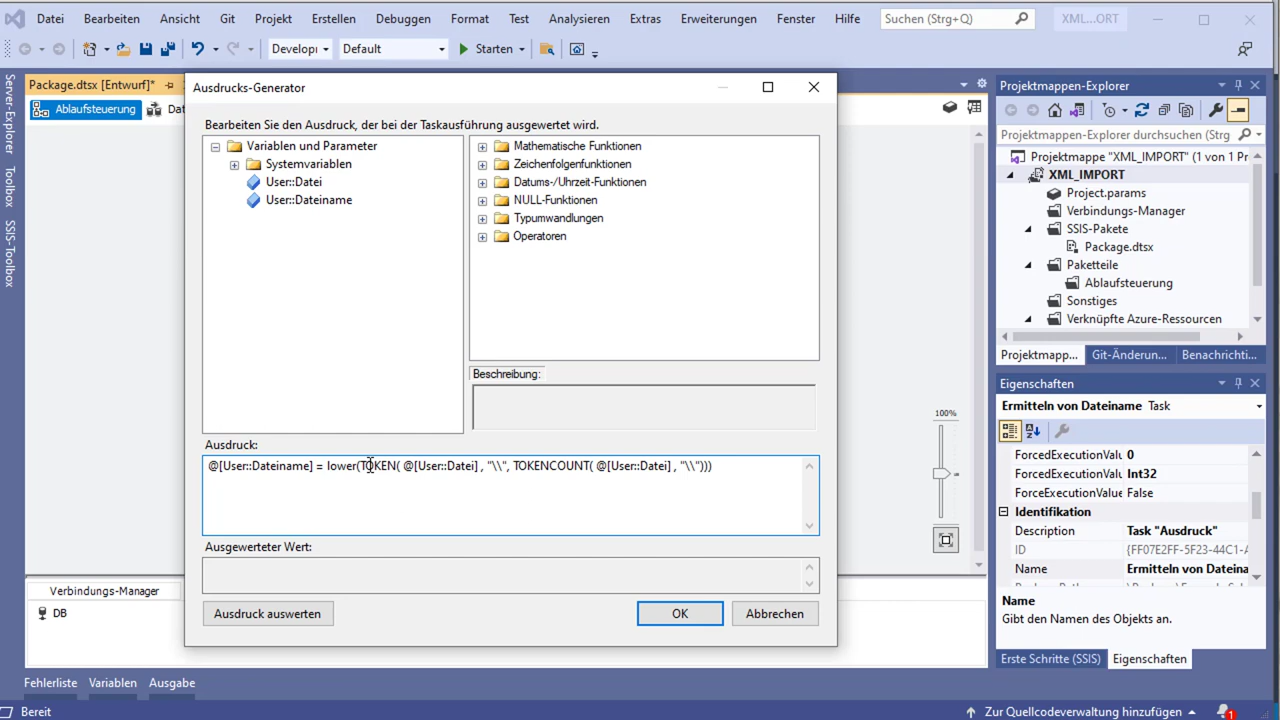 Datei Bearbeiten Ansicht Git Projekt Erstellen Debuggen Format Test Analysieren Extras Erweiterungen Fenster Hilfe Suchen (Strg+Q) XML...ORT
Developi Default Starten
Package.dtsx [Entwurf]*
Ablaufsteuerung Dat
Server-Explorer
Toolbox
SSIS-Toolbox
Ausdrucks-Generator
Bearbeiten Sie den Ausdruck, der bei der Taskausführung ausgewertet wird.
Variablen und Parameter
Systemvariablen
User::Datei
User::Dateiname
Mathematische Funktionen
Zeichenfolgenfunktionen
Datums-/Uhrzeit-Funktionen
NULL-Funktionen
Typumwandlungen
Operatoren
Beschreibung:
Ausdruck:
@[User::Dateiname] = lower(TOKEN( @[User::Datei] , "\\", TOKENCOUNT( @[User::Datei] , "\\")))
Ausgewerteter Wert:
Ausdruck auswerten OK Abbrechen
100%
Verbindungs-Manager
DB
Projektmappen-Explorer
Projektmappen-Explorer durchsuchen (Strg
Projektmappe "XML_IMPORT" (1 von 1 Pr
XML_IMPORT
Project.params
Verbindungs-Manager
SSIS-Pakete
Package.dtsx
Paketteile
Ablaufsteuerung
Sonstiges
Verknüpfte Azure-Ressourcen
Projektmapp... Git-Änderun... Benachrichti...
Eigenschaften
Ermitteln von Dateiname Task
ForcedExecutionValu 0
ForcedExecutionValu Int32
ForceExecutionValue False
Identifikation
Description Task "Ausdruck"
ID {FF07E2FF-5F23-44C1-A
Name Ermitteln von Dateina
Name
Gibt den Namen des Objekts an.
Erste Schritte (SSIS) Eigenschaften
Fehlerliste Variablen Ausgabe
Bereit Zur Quellcodeverwaltung hinzufügen 1